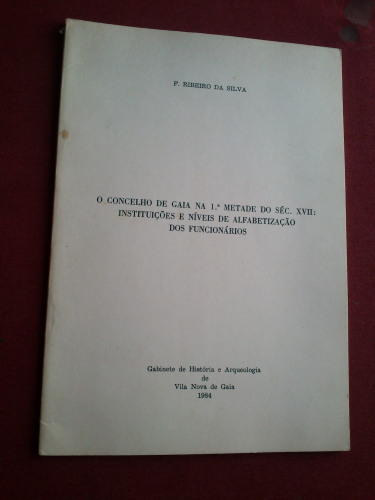 F. RIBEIRO DA SILVA
O CONCELHO DE GAIA NA 1.ª METADE DO SÉC. XVII:
INSTITUIÇÕES E NÍVEIS DE ALFABETIZAÇÃO
DOS FUNCIONÁRIOS
Gabinete de História e Arqueologia
de
Vila Nova de Gaia
1984